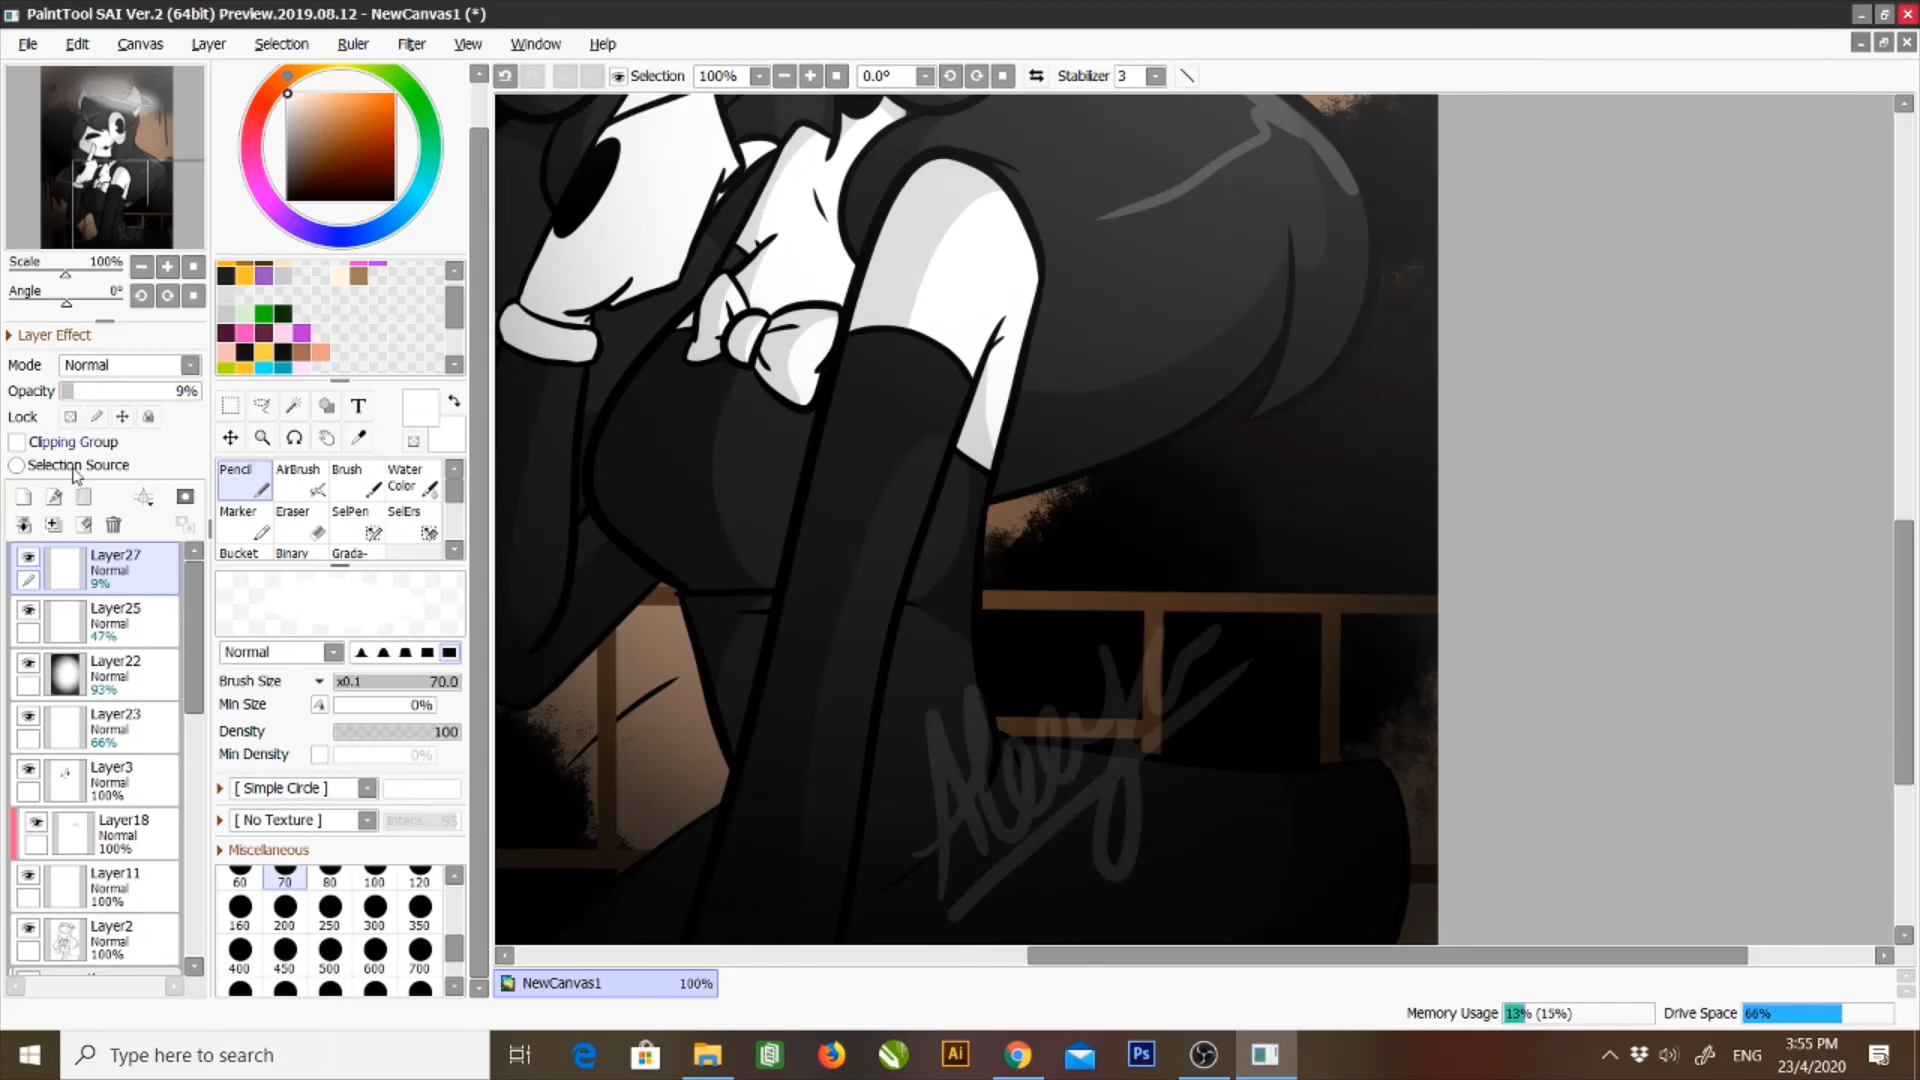 PaintTool SAI Ver.2 (64bit) Preview.2019.08.12 - NewCanvas1 (*)
File Edit Canvas Layer Selection Ruler Filter View Window Help
Selection 100% 0.0° Stabilizer 3
Scale 100%
Angle 0°
Layer Effect
Mode Normal
Opacity 9%
Lock
Clipping Group
Selection Source
Layer27
Normal
9%
Layer25
Normal
47%
Layer22
Normal
93%
Layer23
Normal
66%
Layer3
Normal
100%
Layer18
Normal
100%
Layer11
Normal
100%
Layer2
Normal
100%
T
Pencil AirBrush Brush Water Color
Marker Eraser SelPen SelErs
Bucket Binary Grada-
Normal
Brush Size x0.1 70.0
Min Size 0%
Density 100
Min Density 0%
[ Simple Circle ]
[ No Texture ] Intens. 95
Miscellaneous
60 70 80 100 120
160 200 250 300 350
400 450 500 600 700
NewCanvas1 100%
Memory Usage 13% (15%) Drive Space 66%
Type here to search
Ai
Ps
ENG
3:55 PM
23/4/2020